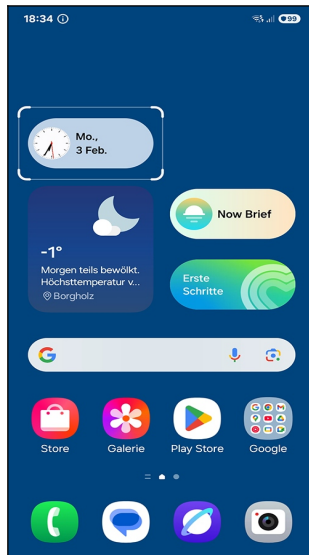 18:34
99
Mo.,
3 Feb.
-1°
Morgen teils bewölkt.
Höchsttemperatur v...
Borgholz
Now Brief
Erste
Schritte
Store
Galerie
Play Store
Google